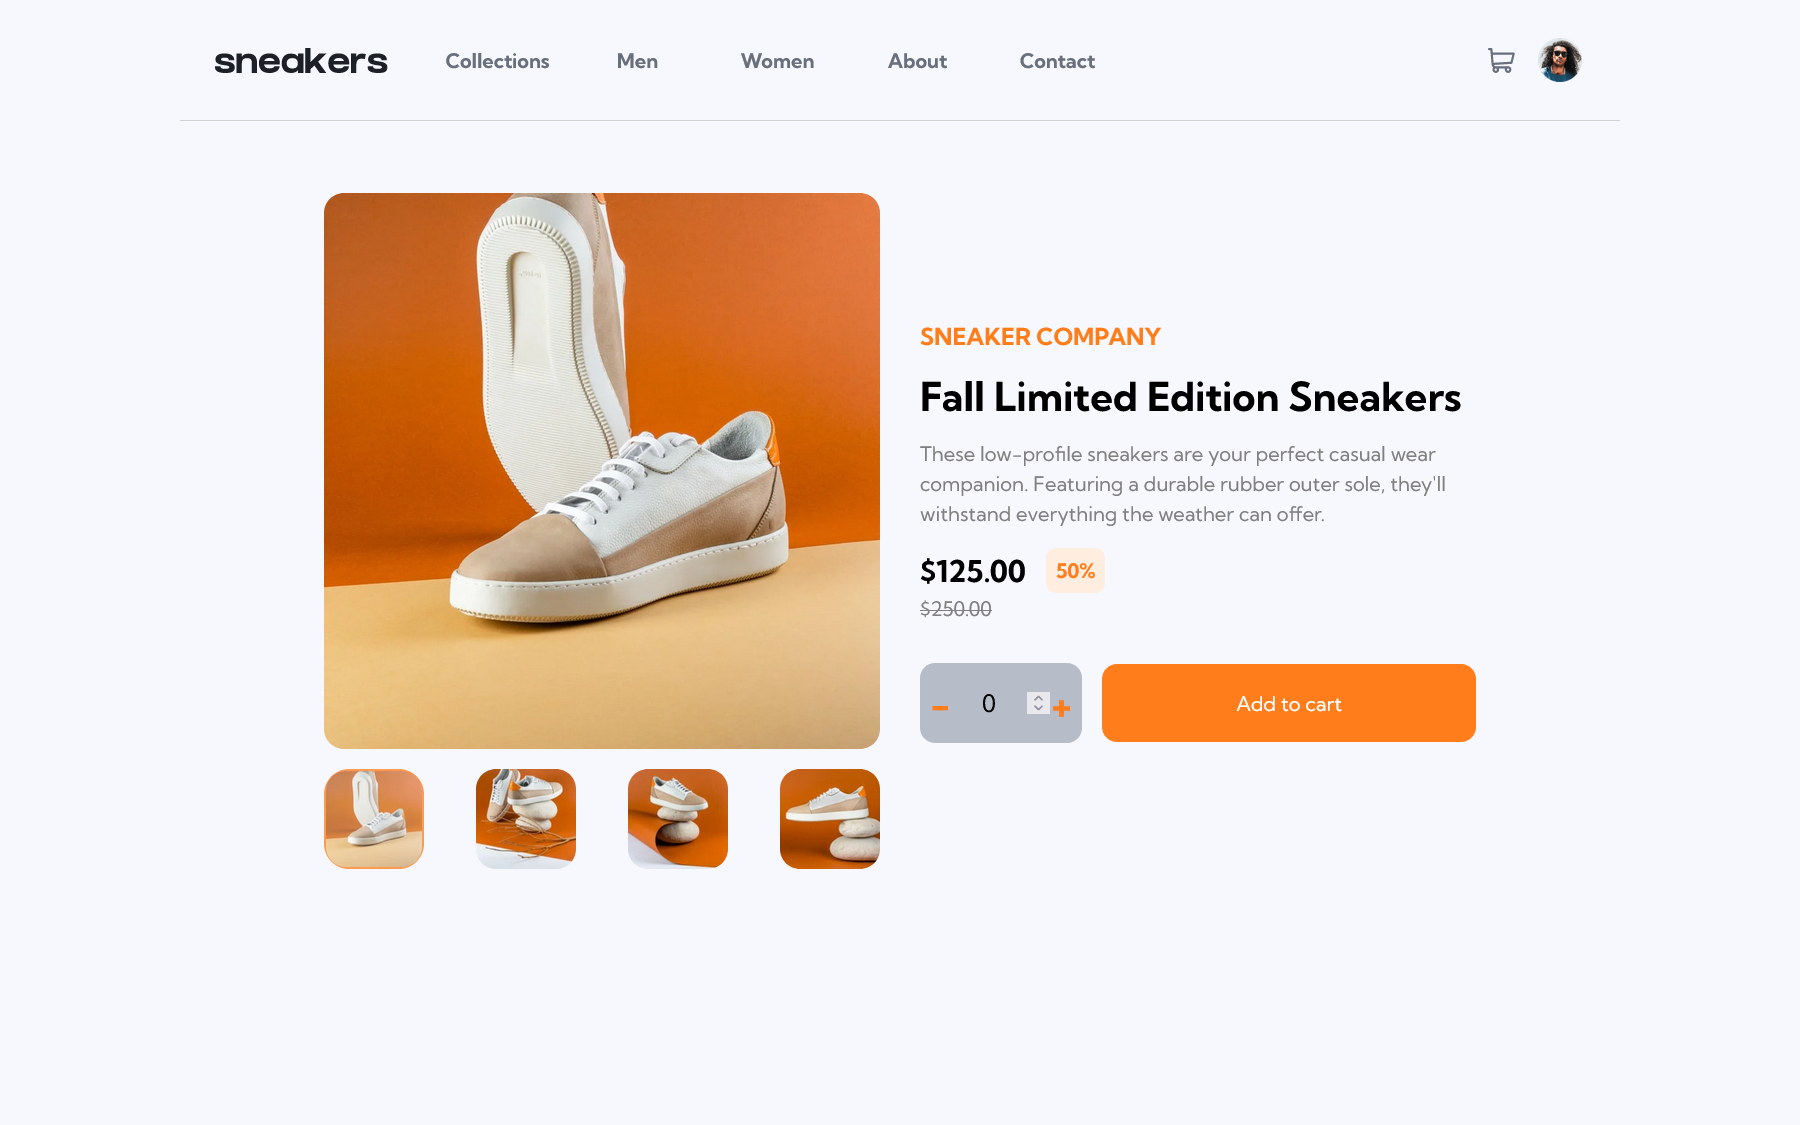 sneakers
Collections
Men
Women
About
Contact
SNEAKER COMPANY
Fall Limited Edition Sneakers
These low-profile sneakers are your perfect casual wear
companion. Featuring a durable rubber outer sole, they'll
withstand everything the weather can offer.
$125.00
50%
$250.00
-
0
+
Add to cart